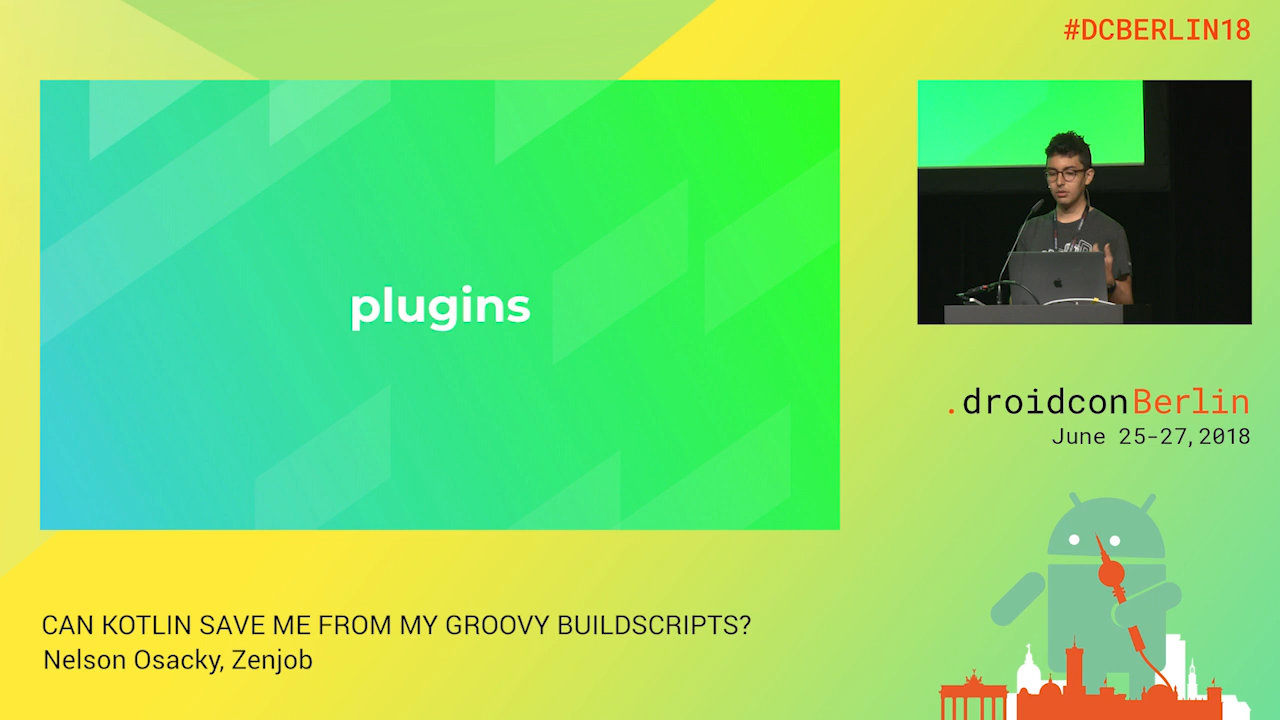 #DCBERLIN18
plugins
.droidconBerlin
June 25-27, 2018
CAN KOTLIN SAVE ME FROM MY GROOVY BUILDSCRIPTS?
Nelson Osacky, Zenjob